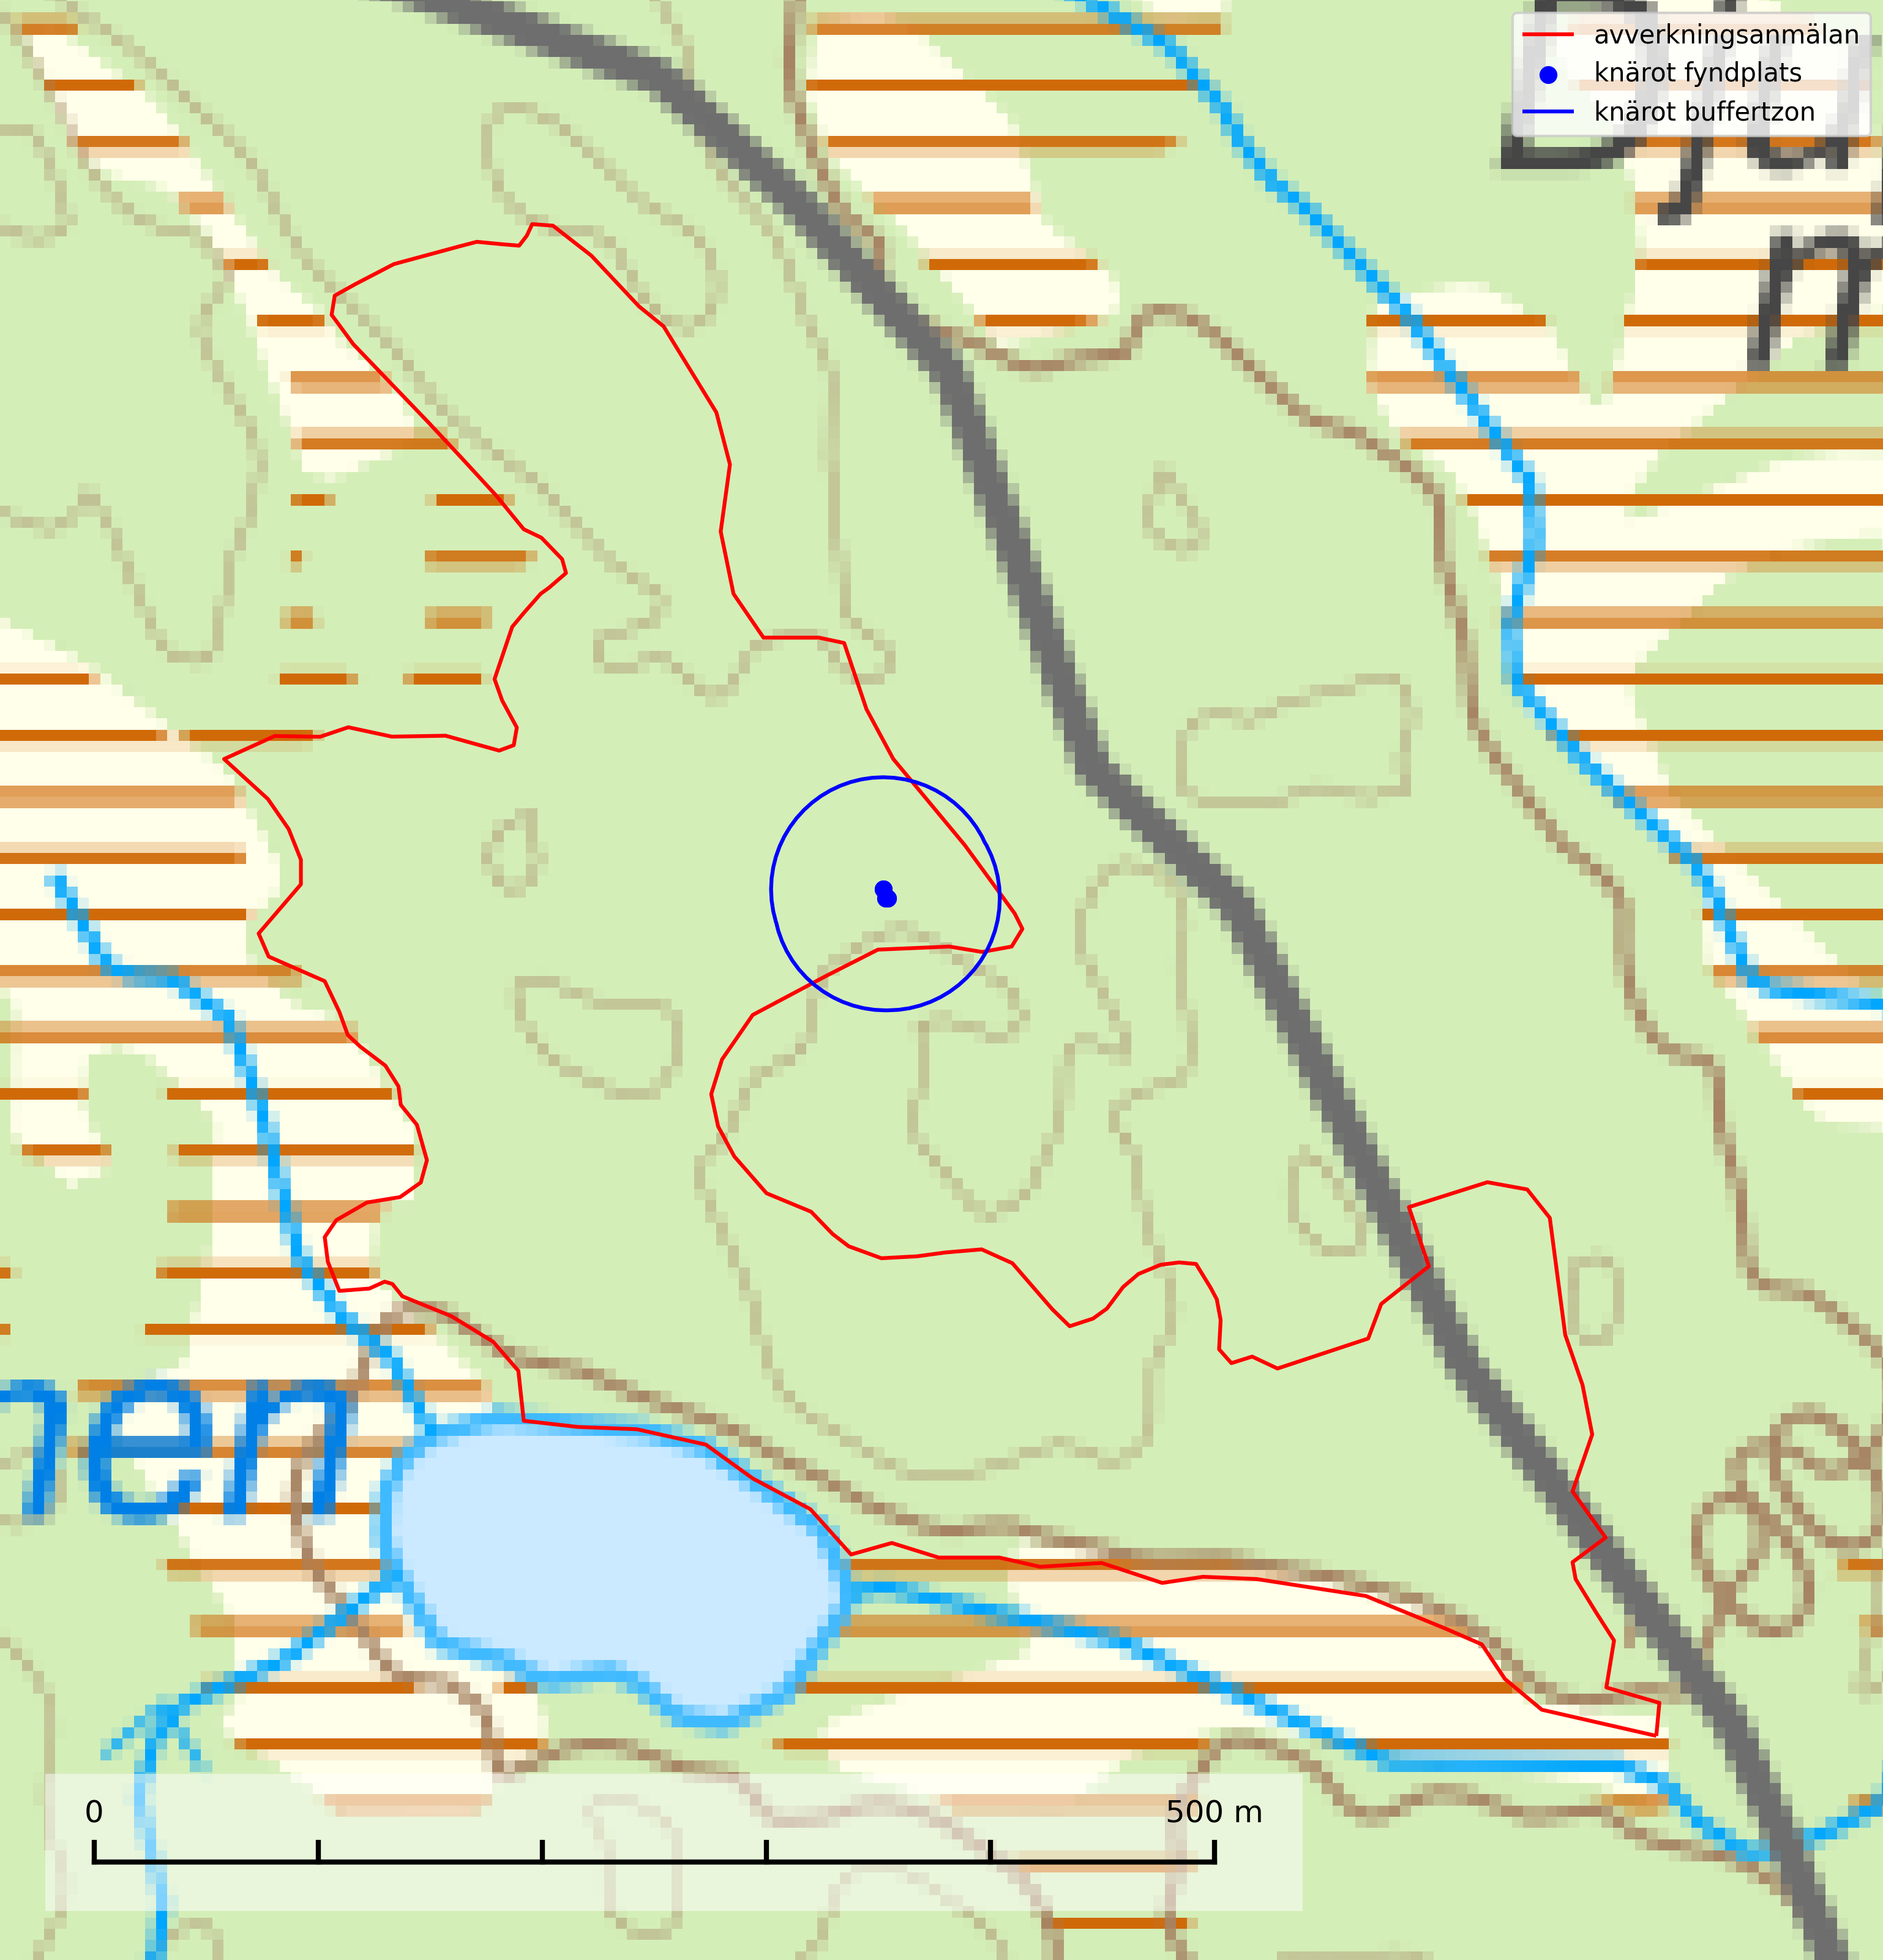 avverkningsanmälan
knärot fyndplats
knärot buffertzon
0 500 m